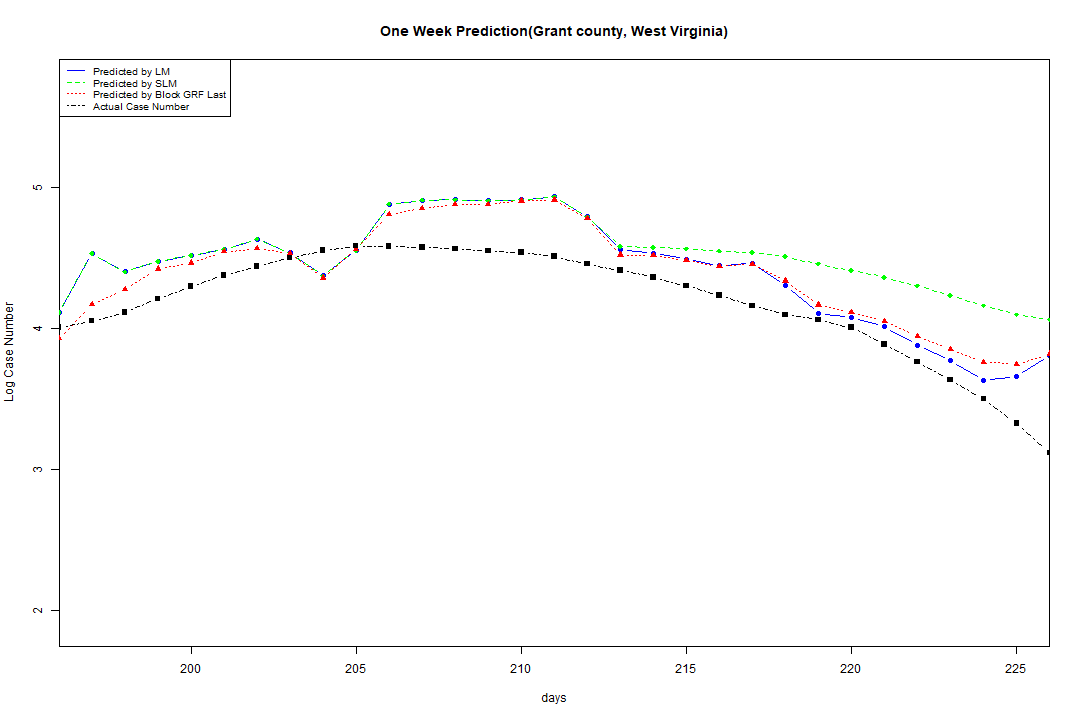 One Week Prediction(Grant county, West Virginia)
Predicted by LM
Predicted by SLM
Predicted by Block GRF Last
Actual Case Number
5
4
3
2
Log Case Number
200 205 210 215 220 225
days